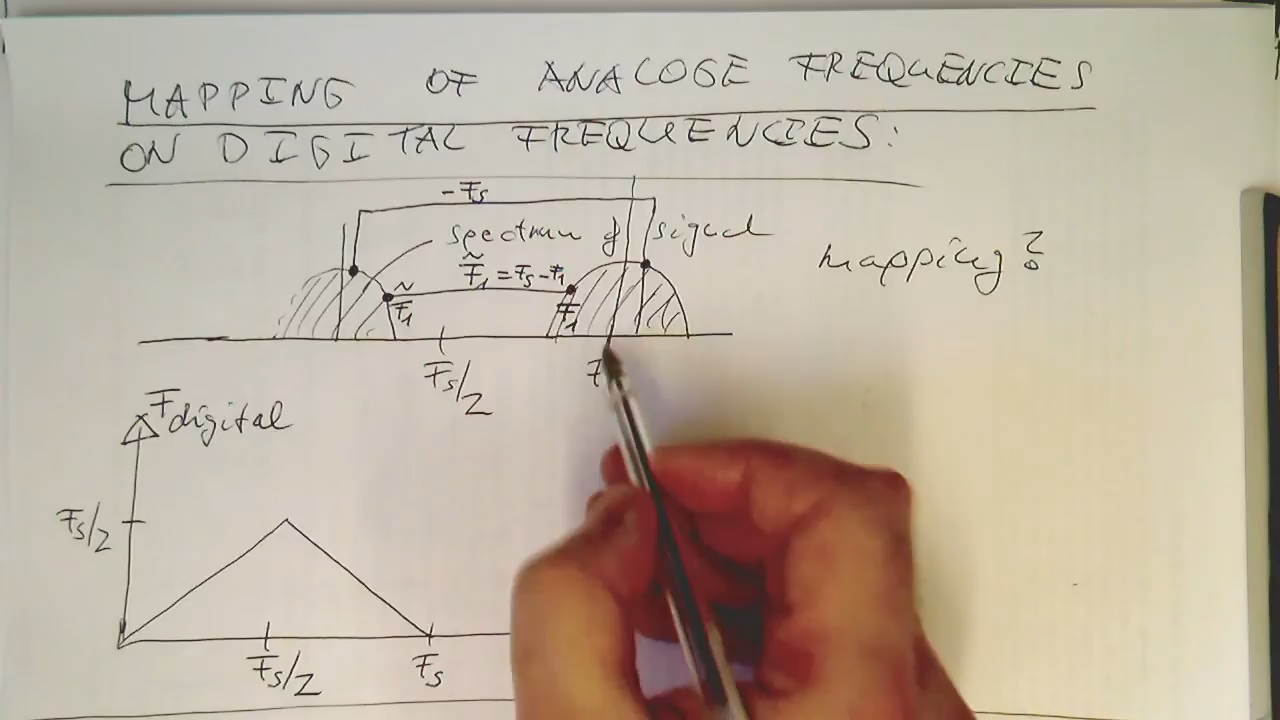 MAPPING OF ANALOGE FREQUENCIES
ON DIGITAL FREQUENCIES:
-Fs
spectrum of signal
mapping?
F̃1 = Fs - F1
F̃1
F1
Fs/2
F
Fdigital
Fs/2
Fs/2
Fs